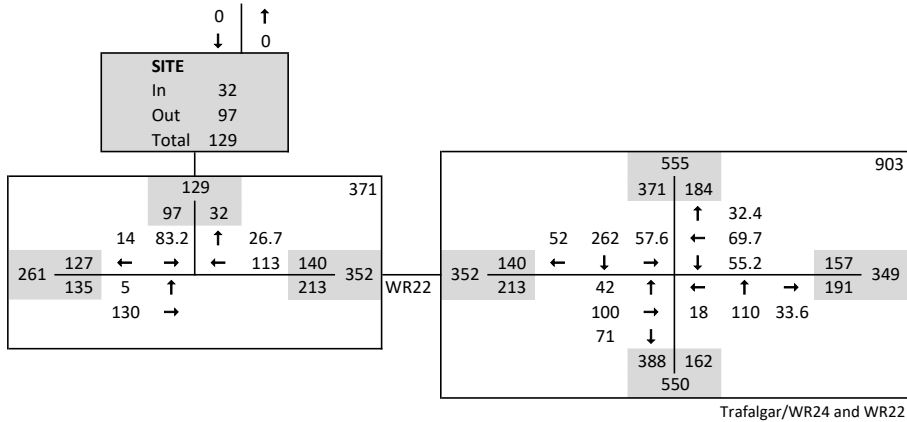 0 ↑
↓ 0
SITE
In 32
Out 97
Total 129
129 371
97 32
14 83.2 ↑ 26.7
261 127 ← → ← 113 140 352
135 5 ↑ 213
130 →
WR22
555 903
371 184
↑ 32.4
52 262 57.6 ← 69.7
352 140 ← ↓ → ↓ 55.2 157 349
213 42 ↑ ← ↑ → 191
100 → 18 110 33.6
71 ↓
388 162
550
Trafalgar/WR24 and WR22